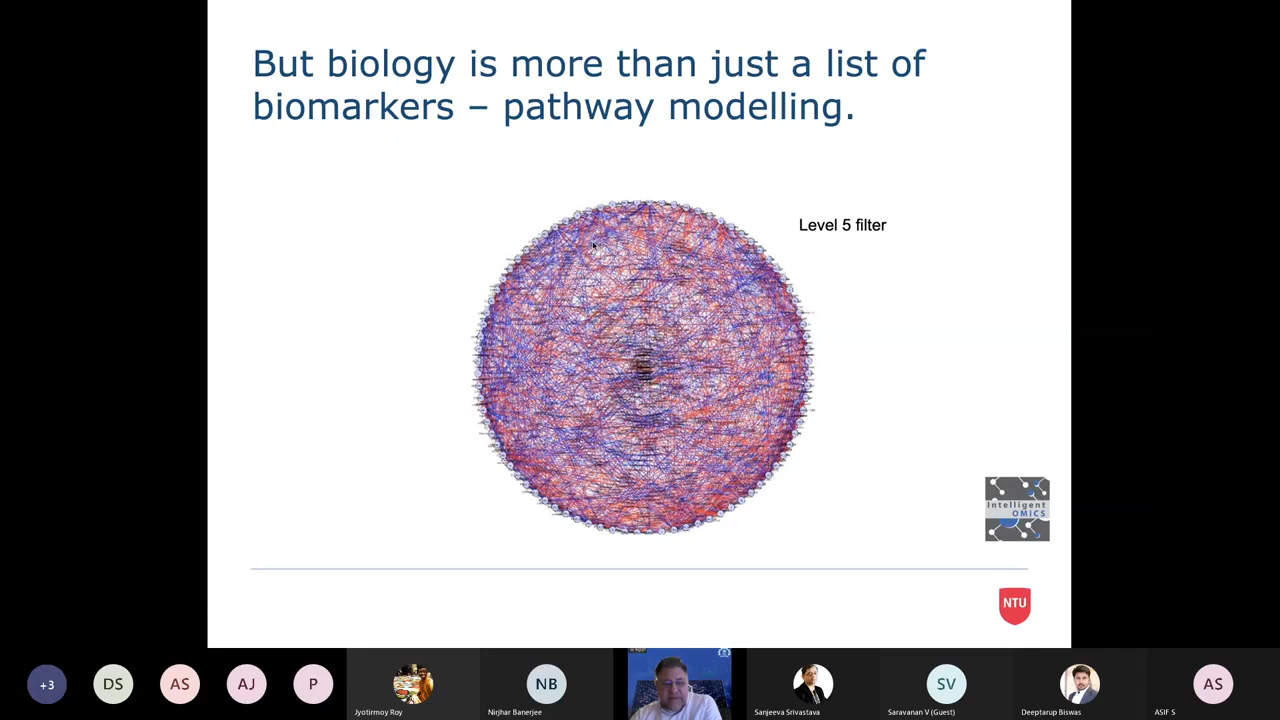 But biology is more than just a list of
biomarkers – pathway modelling.
Level 5 filter
Intelligent
OMICS
NTU
+3
DS
AS
AJ
P
Jyotirmoy Roy
NB
Nirjhar Banerjee
Sanjeeva Srivastava
SV
Saravanan V (Guest)
Deeptarup Biswas
AS
ASIF S